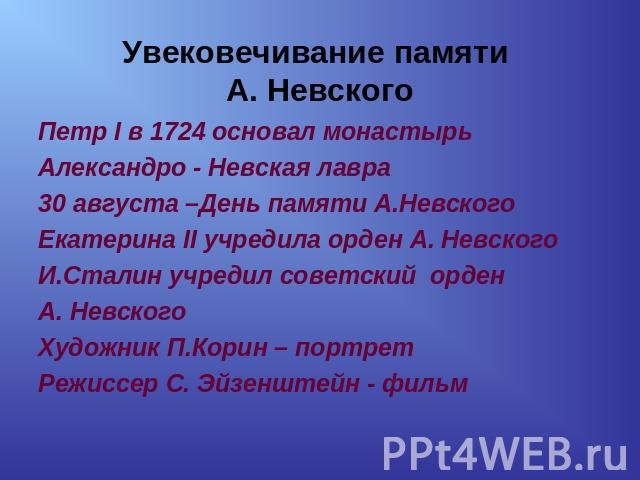 Увековечивание памяти
А. Невского
Петр I в 1724 основал монастырь
Александро - Невская лавра
30 августа –День памяти А.Невского
Екатерина II учредила орден А. Невского
И.Сталин учредил советский  орден
А. Невского
Художник П.Корин – портрет
Режиссер С. Эйзенштейн - фильм
PPt4WEB.ru